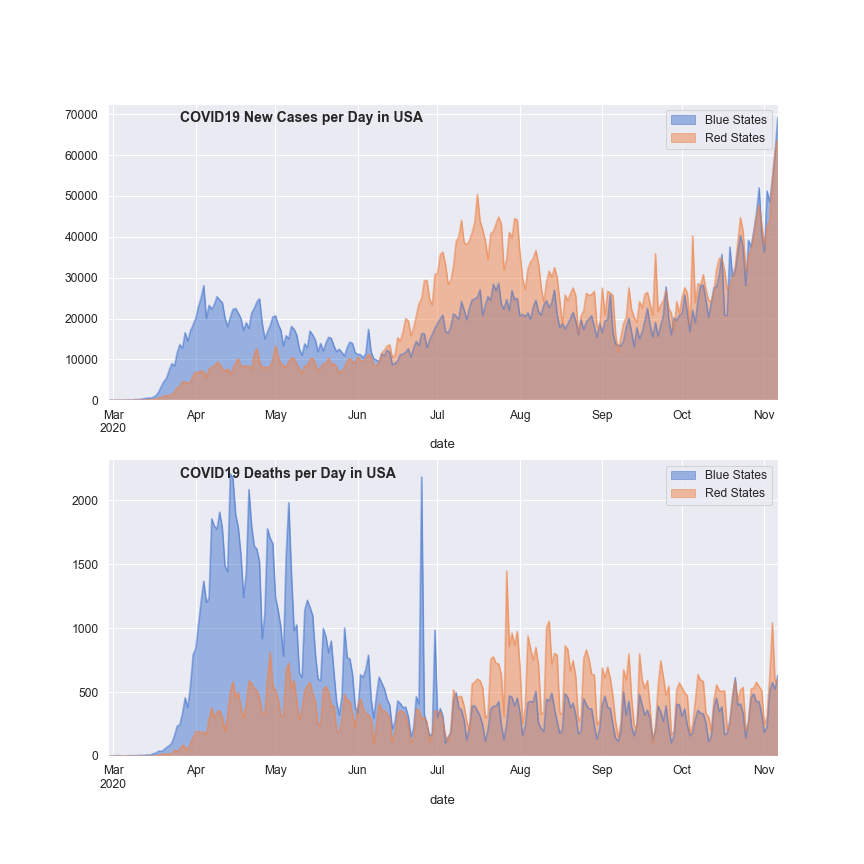 COVID19 New Cases per Day in USA
Blue States
Red States
70000
60000
50000
40000
30000
20000
10000
0
Mar Apr May Jun Jul Aug Sep Oct Nov
2020
date
COVID19 Deaths per Day in USA
Blue States
Red States
2000
1500
1000
500
0
Mar Apr May Jun Jul Aug Sep Oct Nov
2020
date